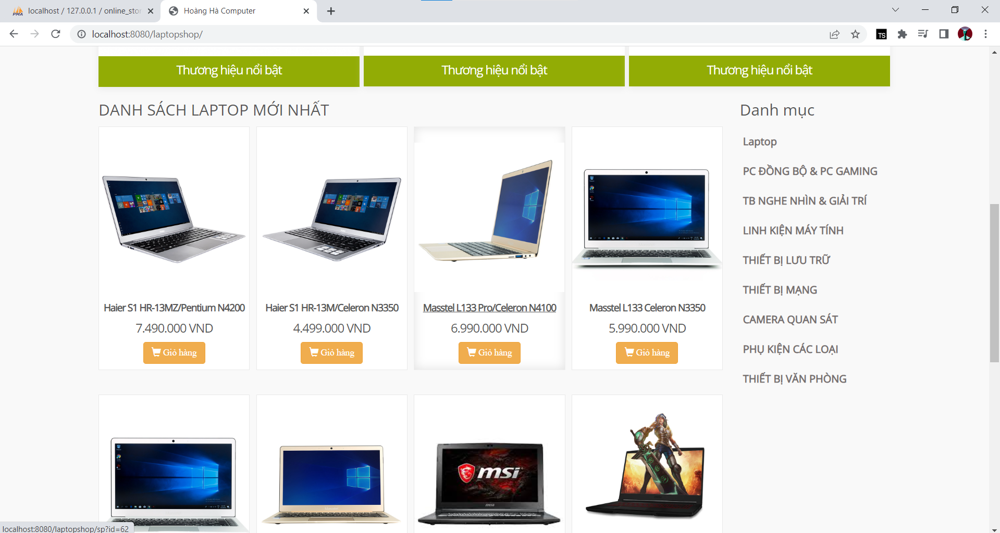 localhost / 127.0.0.1 / online_stor
Hoàng Hà Computer
localhost:8080/laptopshop/
Thương hiệu nổi bật
Thương hiệu nổi bật
Thương hiệu nổi bật
DANH SÁCH LAPTOP MỚI NHẤT
Haier S1 HR-13MZ/Pentium N4200
7.490.000 VND
Giỏ hàng
Haier S1 HR-13M/Celeron N3350
4.499.000 VND
Giỏ hàng
Masstel L133 Pro/Celeron N4100
6.990.000 VND
Giỏ hàng
Masstel L133 Celeron N3350
5.990.000 VND
Giỏ hàng
msi
msi
Danh mục
Laptop
PC ĐỒNG BỘ & PC GAMING
TB NGHE NHÌN & GIẢI TRÍ
LINH KIỆN MÁY TÍNH
THIẾT BỊ LƯU TRỮ
THIẾT BỊ MẠNG
CAMERA QUAN SÁT
PHỤ KIỆN CÁC LOẠI
THIẾT BỊ VĂN PHÒNG
localhost:8080/laptopshop/sp?id=62